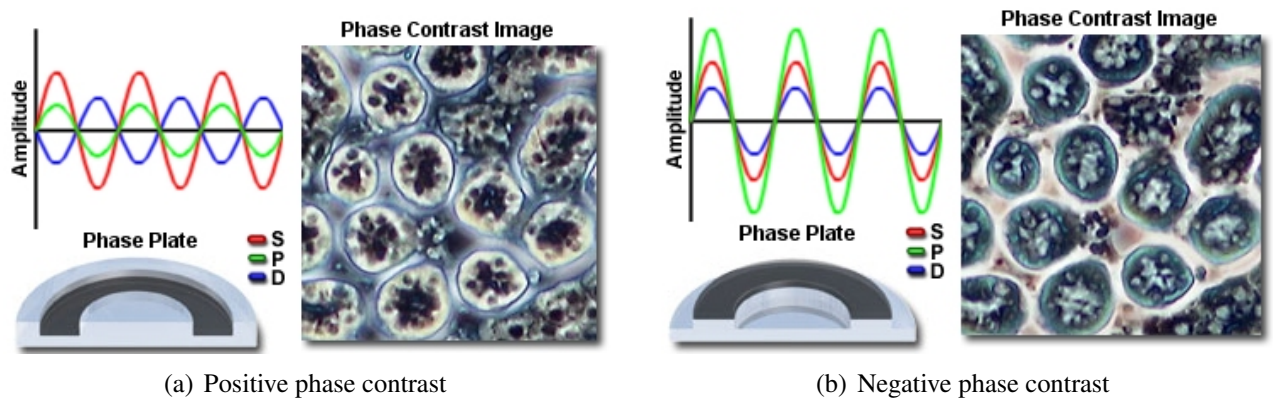 Phase Contrast Image
Amplitude
Phase Plate
S
P
D
(a) Positive phase contrast
Phase Contrast Image
Amplitude
Phase Plate
S
P
D
(b) Negative phase contrast